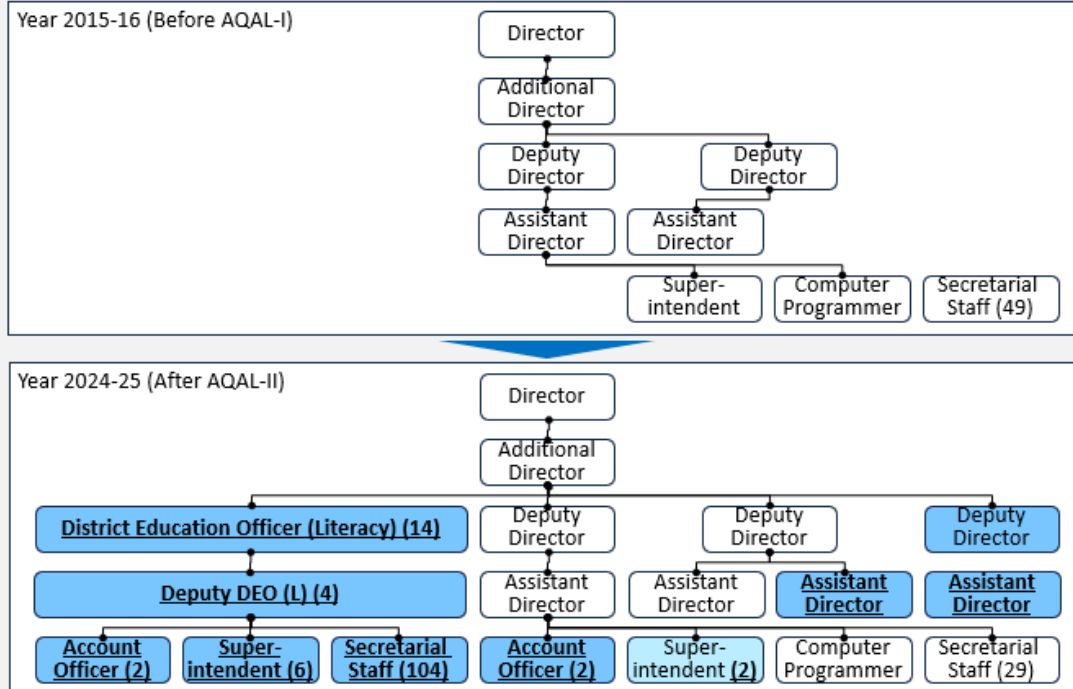 Year 2015-16 (Before AQAL-I)
Director
Additional
Director
Deputy
Director
Deputy
Director
Assistant
Director
Assistant
Director
Super-
intendent
Computer
Programmer
Secretarial
Staff (49)
Year 2024-25 (After AQAL-II)
Director
Additional
Director
District Education Officer (Literacy) (14)
Deputy
Director
Deputy
Director
Deputy
Director
Deputy DEO (L) (4)
Assistant
Director
Assistant
Director
Assistant
Director
Assistant
Director
Account
Officer (2)
Super-
intendent (6)
Secretarial
Staff (104)
Account
Officer (2)
Super-
intendent (2)
Computer
Programmer
Secretarial
Staff (29)